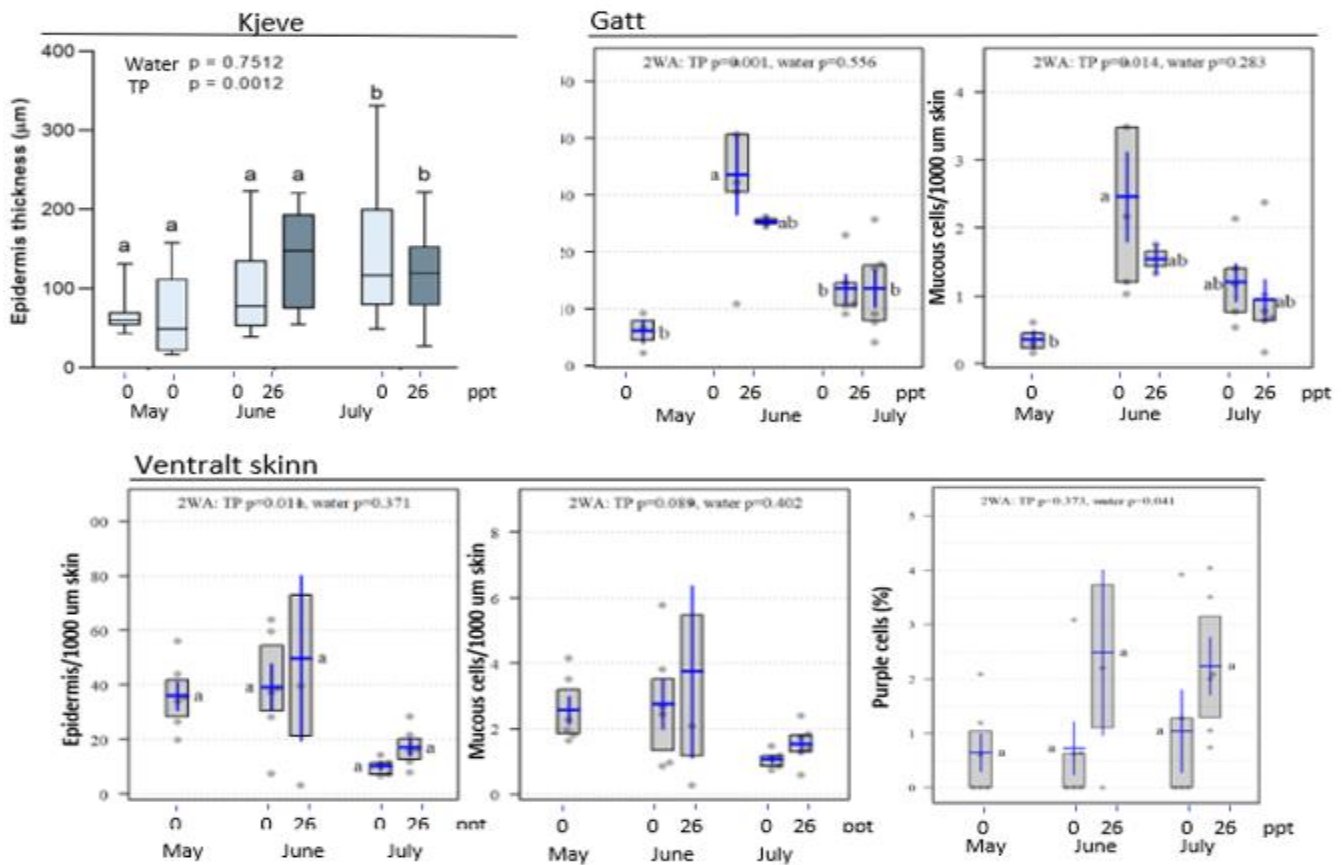 Kjeve
400
300
200
100
0
Epidermis thickness (µm)
Water p = 0.7512
TP p = 0.0012
a a a a b b
0 0 0 26 0 26
May June July
Gatt
2WA: TP p=0.001, water p=0.556
80
40
40
20
10
0
a ab b b b
0 0 26 0 26 ppt
May June July
2WA: TP p=0.014, water p=0.283
Mucous cells/1000 um skin
4
3
2
1
0
b a ab ab ab
0 0 26 0 26 ppt
May June July
Ventralt skinn
2WA: TP p=0.011, water p=0.371
Epidermis/1000 um skin
00
80
60
40
20
0
a a a a a
0 0 26 0 26 ppt
May June July
2WA: TP p=0.089, water p=0.402
Mucous cells/1000 um skin
8
6
4
2
0
0 0 26 0 26 ppt
May June July
2WA: TP p=0.373, water p=0.041
Purple cells (%)
5
4
3
2
1
0
a a a a a
0 0 26 0 26 ppt
May June July